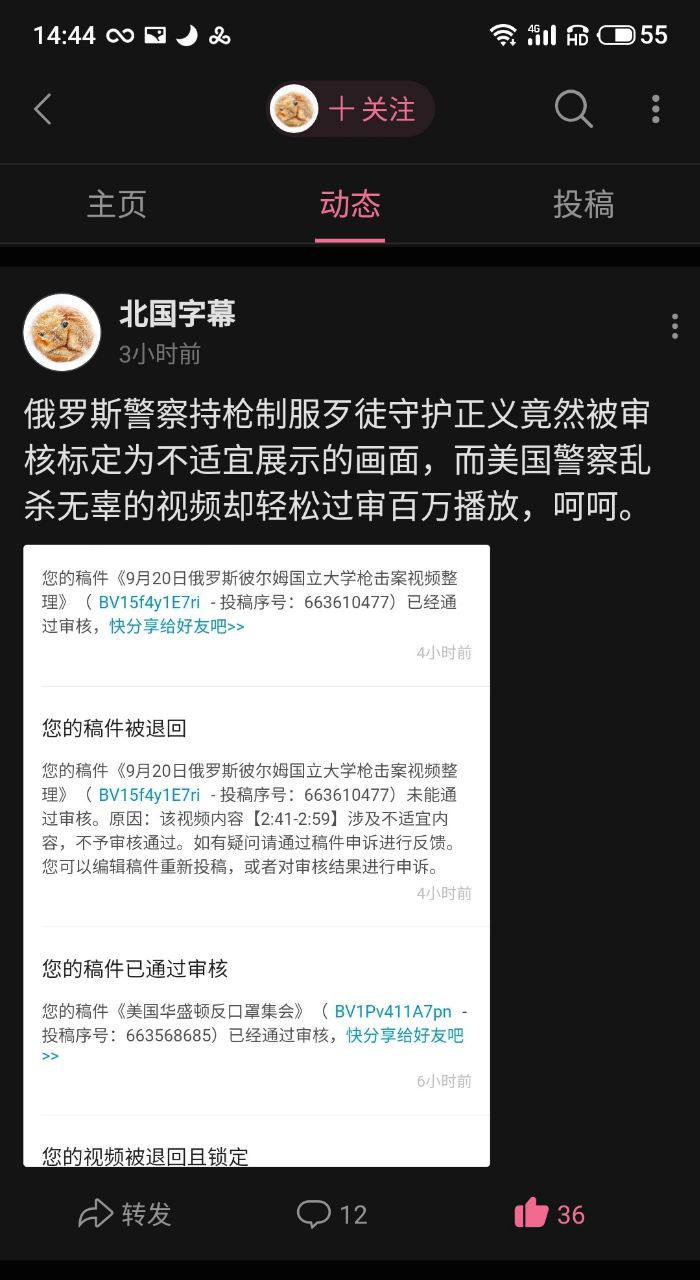 14:44
4G
HD
55
十 关注
主页
动态
投稿
北国字幕
3小时前
俄罗斯警察持枪制服歹徒守护正义竟然被审
核标定为不适宜展示的画面，而美国警察乱
杀无辜的视频却轻松过审百万播放，呵呵。
您的稿件《9月20日俄罗斯彼尔姆国立大学枪击案视频整
理》（ BV15f4y1E7ri - 投稿序号：663610477）已经通
过审核，快分享给好友吧>>
4小时前
您的稿件被退回
您的稿件《9月20日俄罗斯彼尔姆国立大学枪击案视频整
理》（ BV15f4y1E7ri - 投稿序号：663610477）未能通
过审核。原因：该视频内容【2:41-2:59】涉及不适宜内
容，不予审核通过。如有疑问请通过稿件申诉进行反馈。
您可以编辑稿件重新投稿，或者对审核结果进行申诉。
4小时前
您的稿件已通过审核
您的稿件《美国华盛顿反口罩集会》（ BV1Pv411A7pn -
投稿序号：663568685）已经通过审核，快分享给好友吧
>>
6小时前
您的视频被退回且锁定
转发
12
36